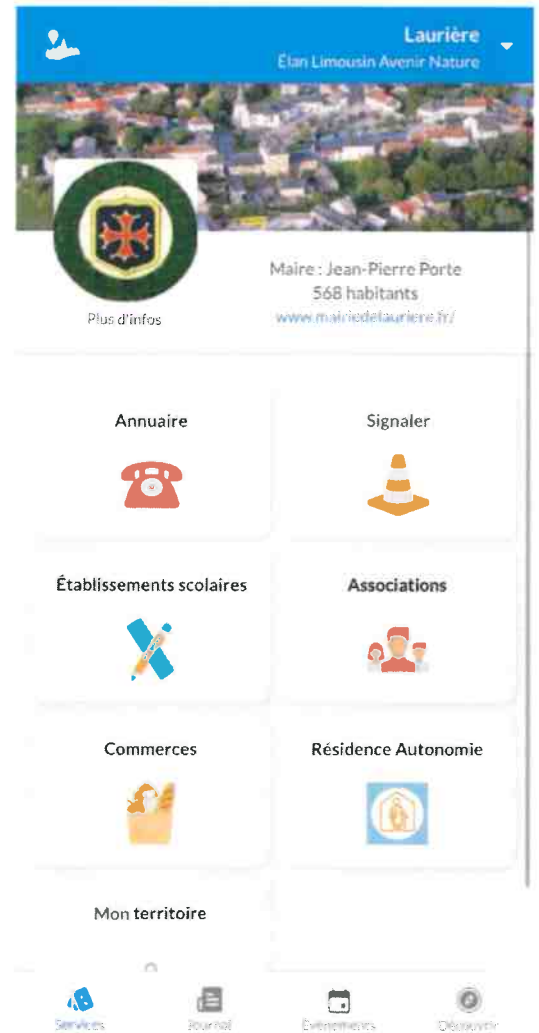 Laurière
Élan Limousin Avenir Nature
Maire : Jean-Pierre Porte
568 habitants
Plus d'infos
www.mairiedelauriere.fr/
Annuaire
Signaler
Établissements scolaires
Associations
Commerces
Résidence Autonomie
Mon territoire
Services
Journal
Événements
Découvrir